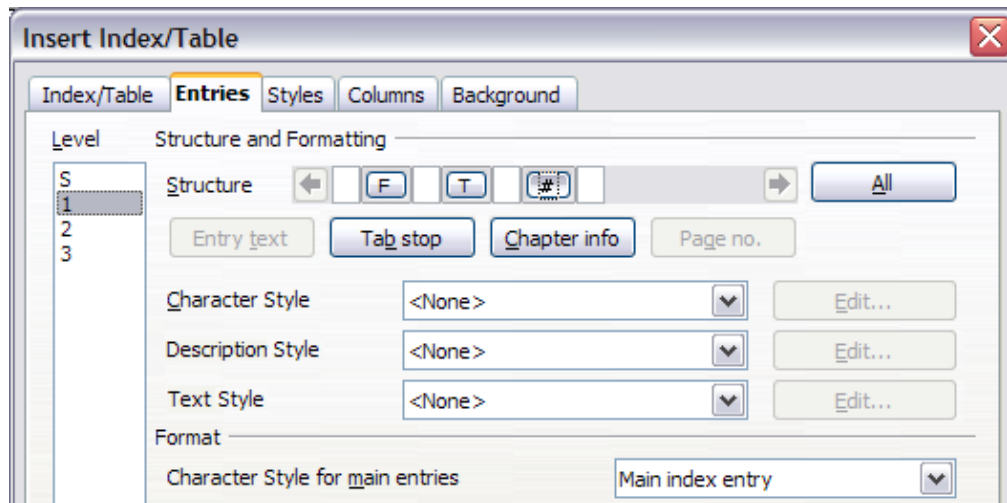 Insert Index/Table
Index/Table Entries Styles Columns Background
Level Structure and Formatting
S
1
2
3
Structure F T # All
Entry text Tab stop Chapter info Page no.
Character Style <None> Edit...
Description Style <None> Edit...
Text Style <None> Edit...
Format
Character Style for main entries Main index entry